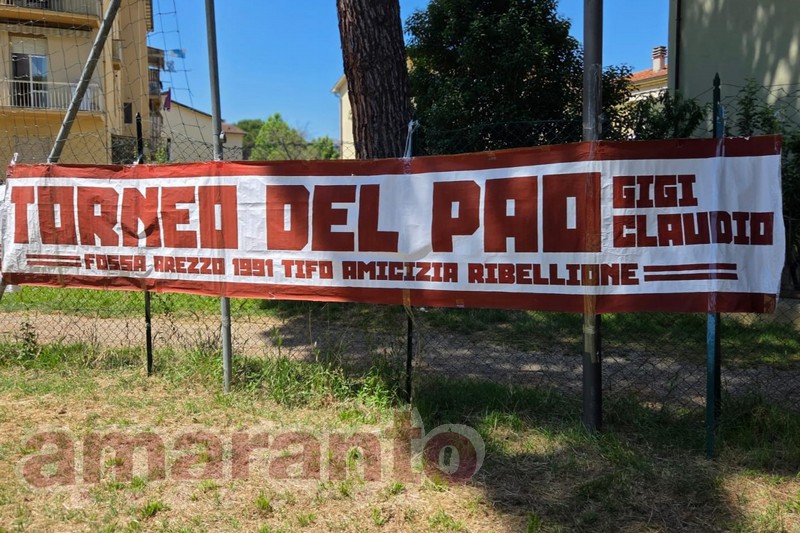 TORNEO DEL PAO
GIGI
CLAUDIO
FOSSA AREZZO 1991 TIFO AMICIZIA RIBELLIONE
amaranto